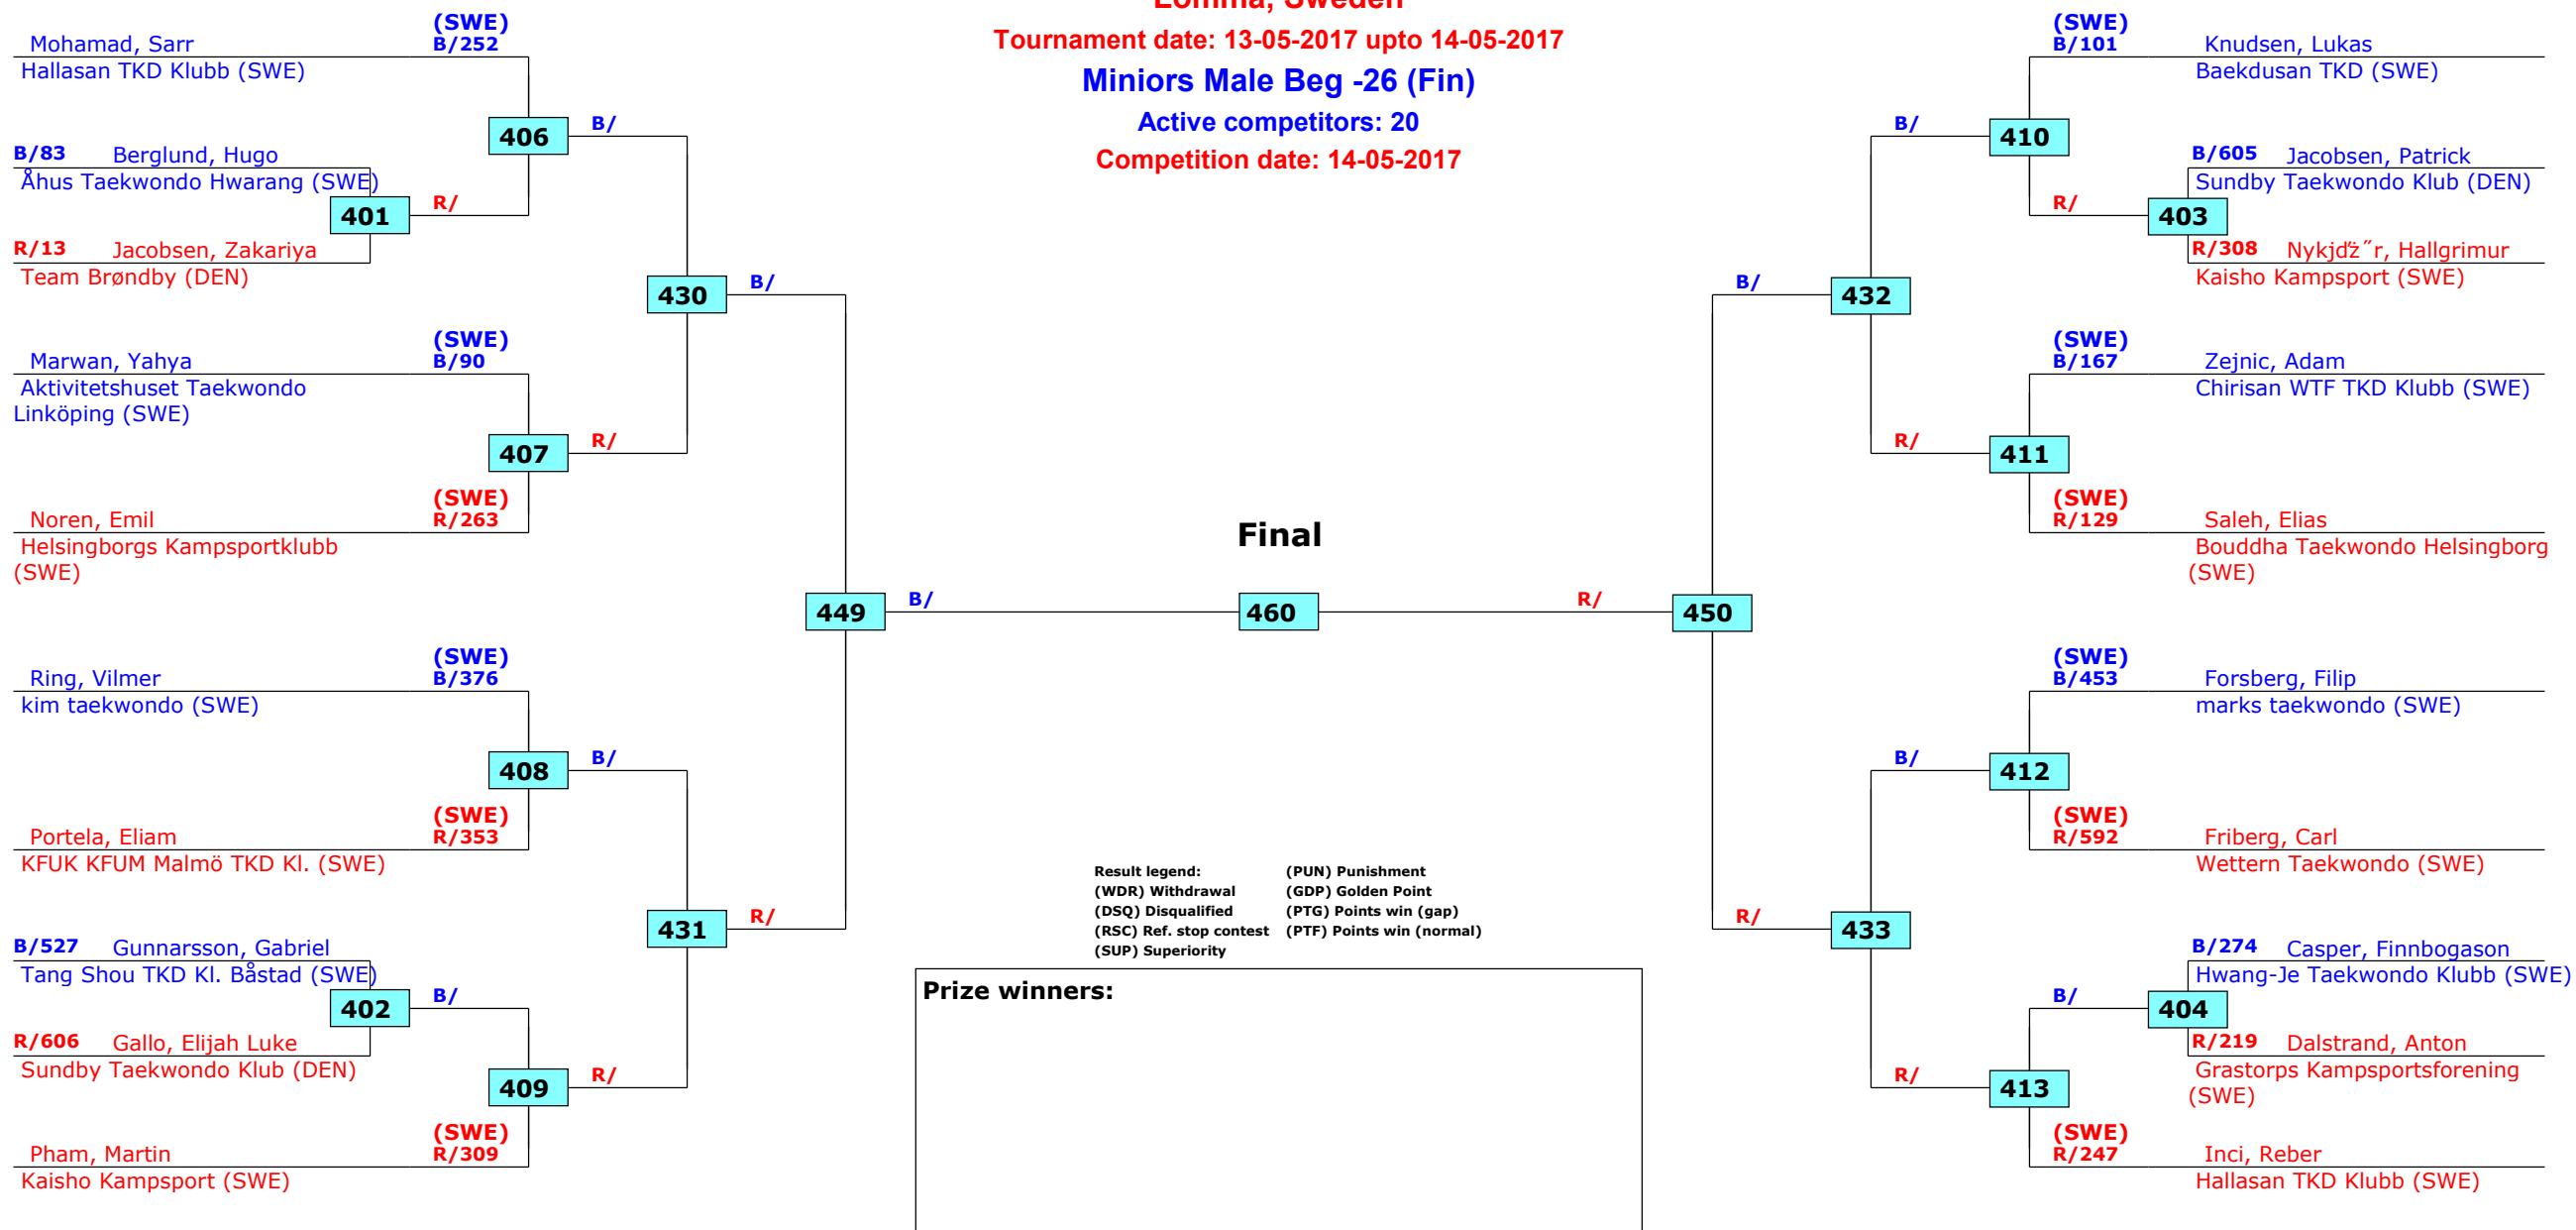 Lomma, Sweden
Tournament date: 13-05-2017 upto 14-05-2017
Miniors Male Beg -26 (Fin)
Active competitors: 20
Competition date: 14-05-2017
(SWE)
Mohamad, Sarr B/252
Hallasan TKD Klubb (SWE)
406
B/
B/83 Berglund, Hugo
Åhus Taekwondo Hwarang (SWE)
401
R/
R/13 Jacobsen, Zakariya
Team Brøndby (DEN)
430
B/
(SWE)
Marwan, Yahya B/90
Aktivitetshuset Taekwondo
Linköping (SWE)
407
R/
(SWE)
Noren, Emil R/263
Helsingborgs Kampsportklubb
(SWE)
449
B/
(SWE)
Ring, Vilmer B/376
kim taekwondo (SWE)
408
B/
(SWE)
Portela, Eliam R/353
KFUK KFUM Malmö TKD Kl. (SWE)
431
R/
B/527 Gunnarsson, Gabriel
Tang Shou TKD Kl. Båstad (SWE)
402
B/
R/606 Gallo, Elijah Luke
Sundby Taekwondo Klub (DEN)
409
R/
(SWE)
Pham, Martin R/309
Kaisho Kampsport (SWE)
Final
460
R/
450
(SWE)
B/101 Knudsen, Lukas
Baekdusan TKD (SWE)
B/
410
B/605 Jacobsen, Patrick
Sundby Taekwondo Klub (DEN)
R/
403
R/308 Nykjďż˝r, Hallgrimur
Kaisho Kampsport (SWE)
B/
432
(SWE)
B/167 Zejnic, Adam
Chirisan WTF TKD Klubb (SWE)
R/
411
(SWE)
R/129 Saleh, Elias
Bouddha Taekwondo Helsingborg
(SWE)
(SWE)
B/453 Forsberg, Filip
marks taekwondo (SWE)
B/
412
(SWE)
R/592 Friberg, Carl
Wettern Taekwondo (SWE)
R/
433
B/274 Casper, Finnbogason
Hwang-Je Taekwondo Klubb (SWE)
B/
404
R/219 Dalstrand, Anton
Grastorps Kampsportsforening
(SWE)
R/
413
(SWE)
R/247 Inci, Reber
Hallasan TKD Klubb (SWE)
Result legend: (PUN) Punishment
(WDR) Withdrawal (GDP) Golden Point
(DSQ) Disqualified (PTG) Points win (gap)
(RSC) Ref. stop contest (PTF) Points win (normal)
(SUP) Superiority
Prize winners: